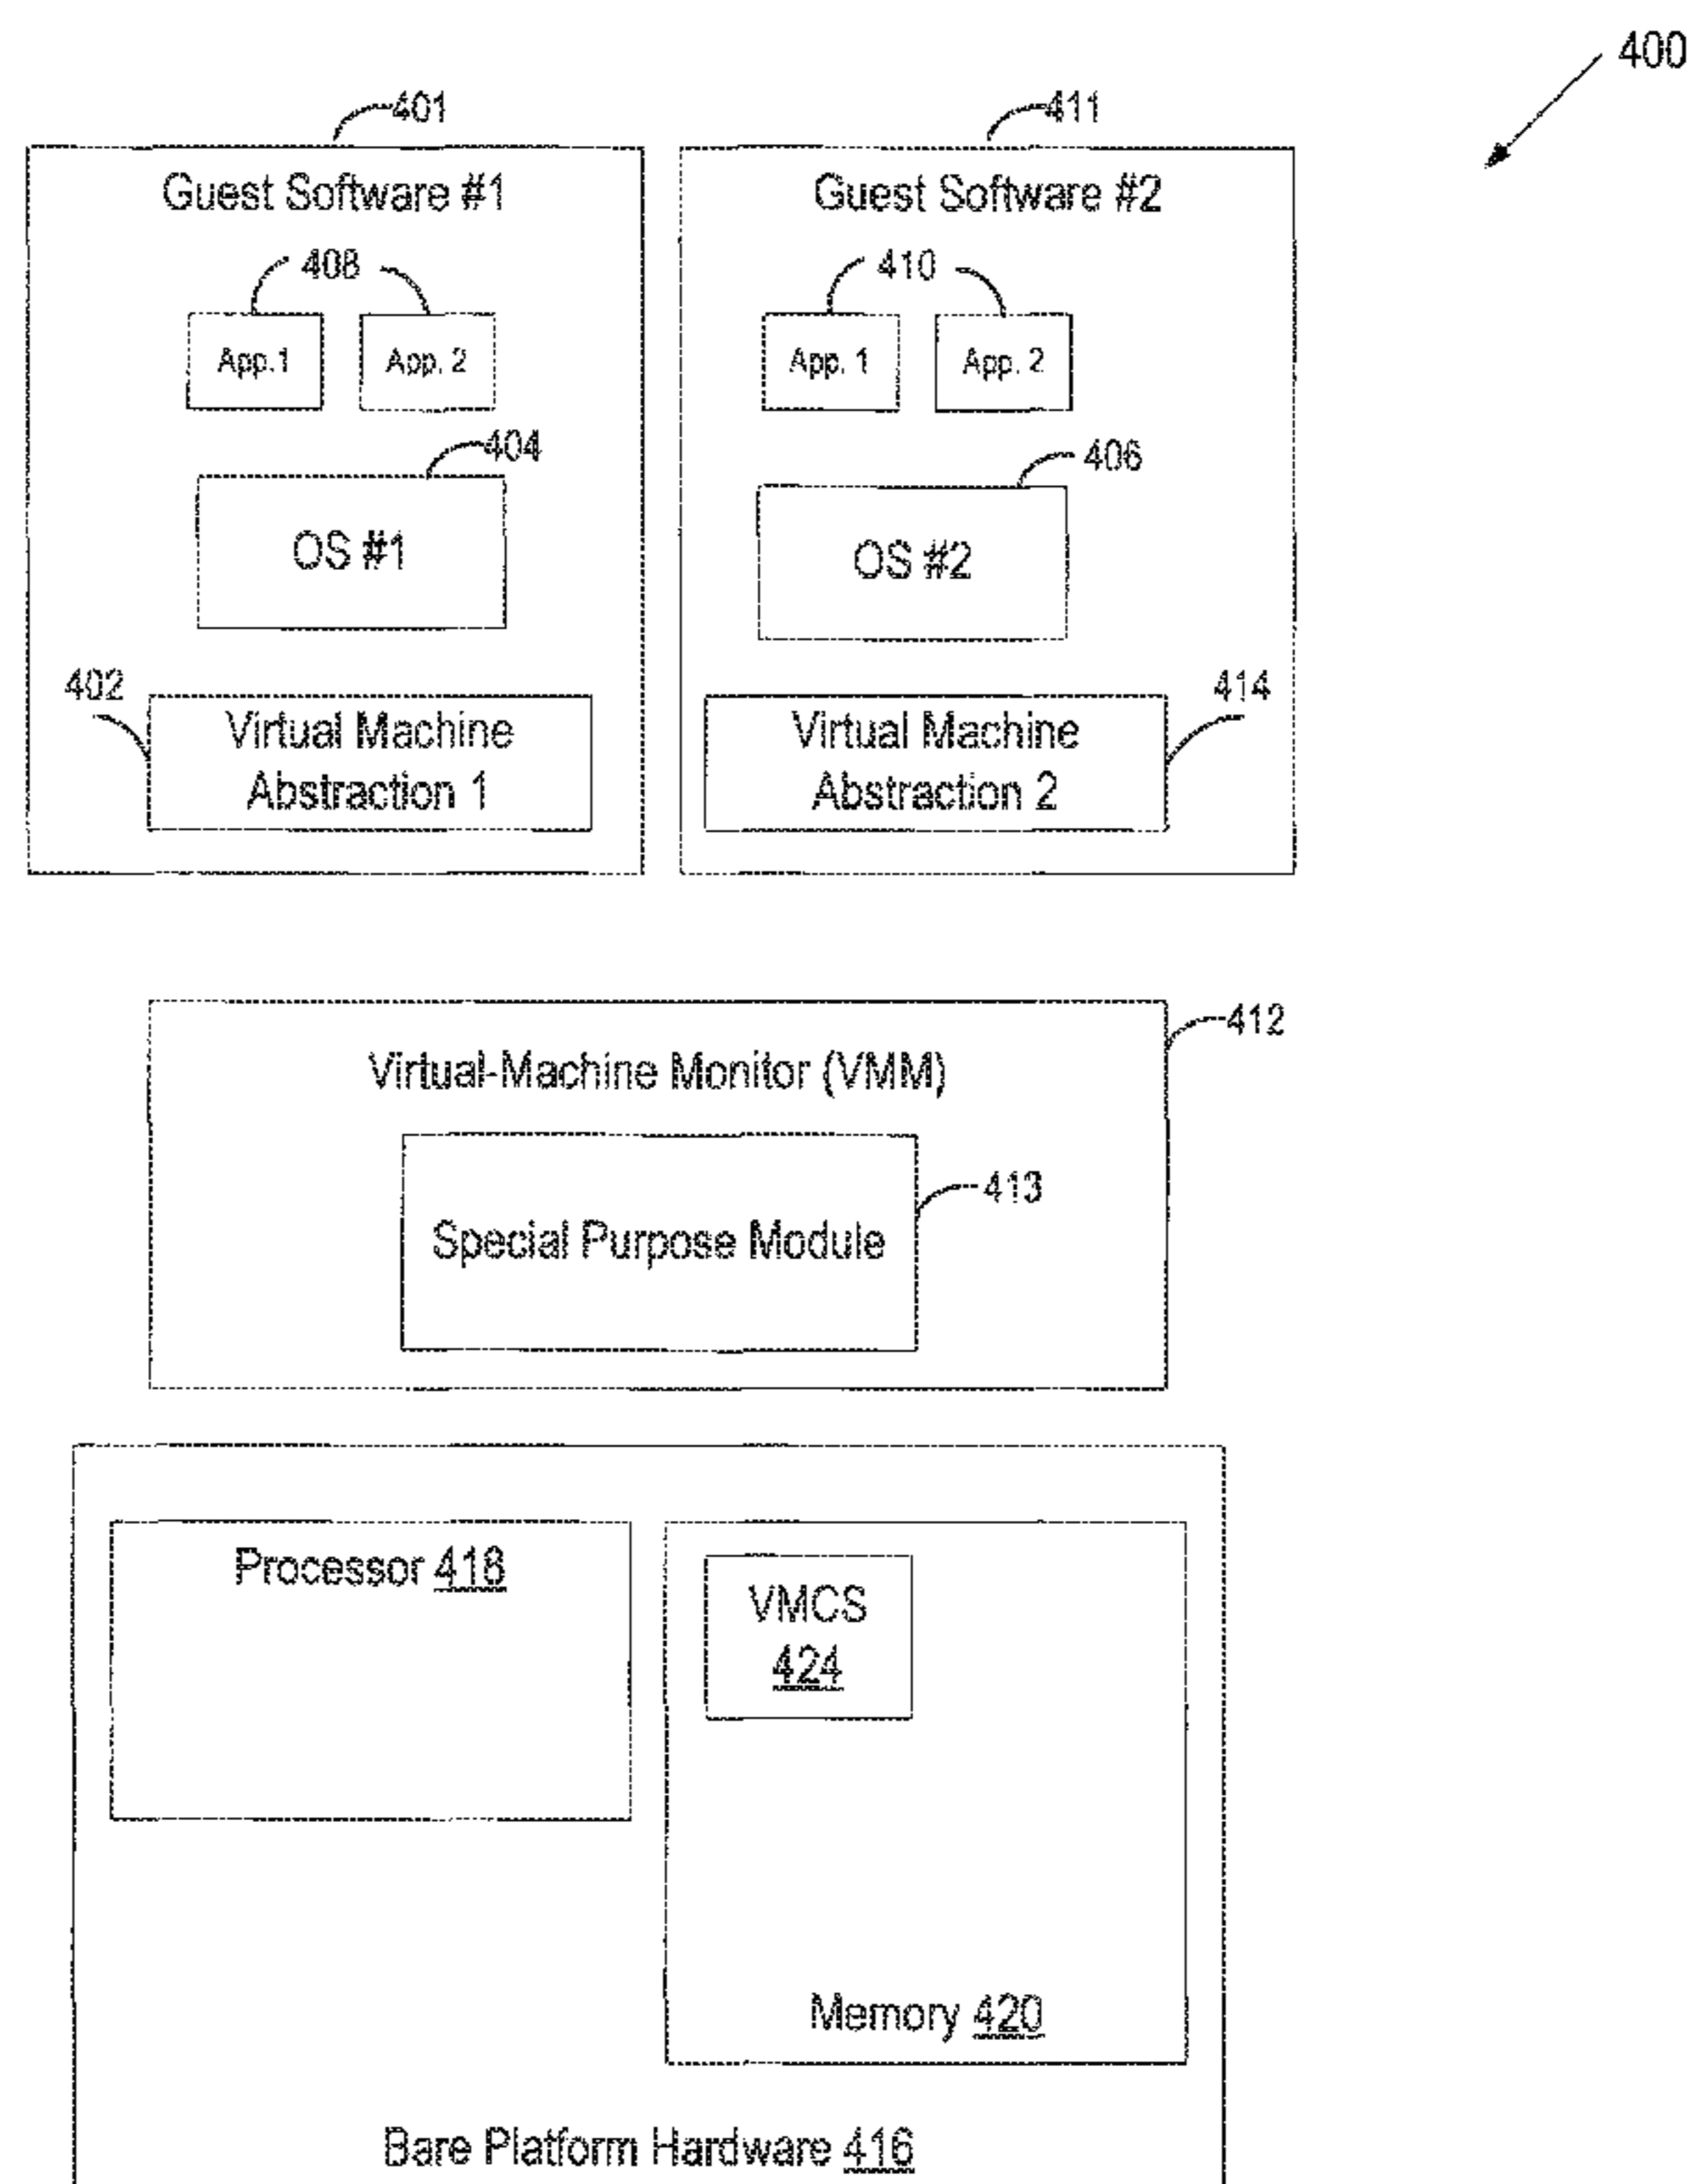 400
401
411
Guest Software #1
Guest Software #2
408
410
App.1
App. 2
App. 1
App. 2
404
406
OS #1
OS #2
402
414
Virtual Machine
Abstraction 1
Virtual Machine
Abstraction 2
412
Virtual-Machine Monitor (VMM)
413
Special Purpose Module
Processor 418
VMCS
424
Memory 420
Bare Platform Hardware 416